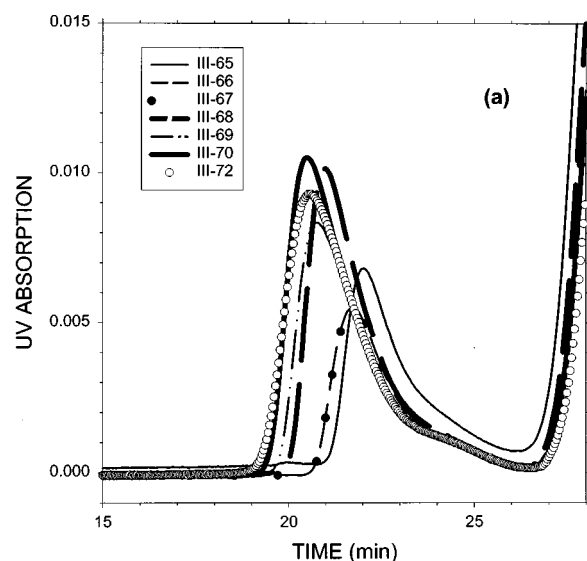 0.015
III-65
III-66
III-67
III-68
III-69
III-70
III-72
(a)
0.010
0.005
0.000
UV ABSORPTION
15
20
25
TIME (min)